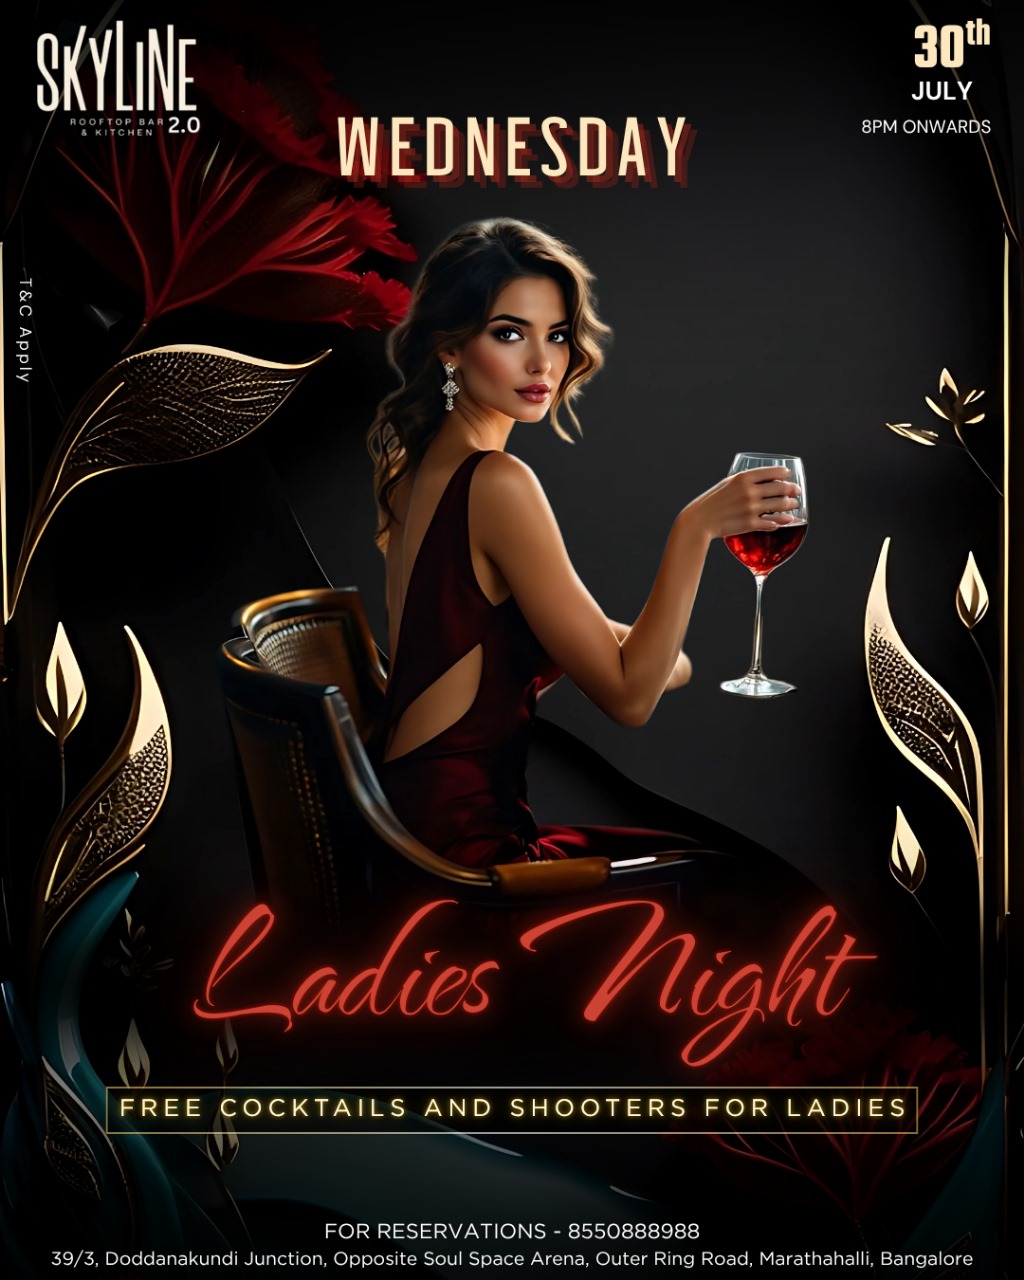 SKYLINE
ROOFTOP BAR
& KITCHEN 2.0
30th
JULY
8PM ONWARDS
WEDNESDAY
T&C Apply
Ladies Night
FREE COCKTAILS AND SHOOTERS FOR LADIES
FOR RESERVATIONS - 8550888988
39/3, Doddanakundi Junction, Opposite Soul Space Arena, Outer Ring Road, Marathahalli, Bangalore